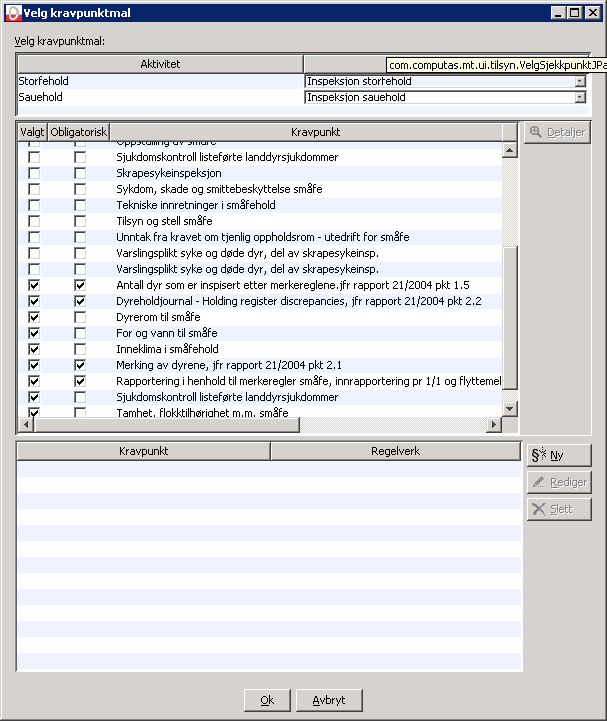 Velg kravpunktmal
Velg kravpunktmal:
Aktivitet
com.computas.mt.ui.tilsyn.VelgSjekkpunktJPa
Storfehold Inspeksjon storfehold
Sauehold Inspeksjon sauehold
Valgt Obligatorisk Kravpunkt
Detaljer
Oppstalling av småfe
Sjukdomskontroll listeførte landdyrsjukdommer
Skrapesykeinspeksjon
Sykdom, skade og smittebeskyttelse småfe
Tekniske innretninger i småfehold
Tilsyn og stell småfe
Unntak fra kravet om tjenlig oppholdsrom - utedrift for småfe
Varslingsplikt syke og døde dyr, del av skrapesykeinsp.
Varslingsplikt syke og døde dyr, del av skrapesykeinsp.
Antall dyr som er inspisert etter merkereglene.jfr rapport 21/2004 pkt 1.5
Dyreholdjournal - Holding register discrepancies, jfr rapport 21/2004 pkt 2.2
Dyrerom til småfe
For og vann til småfe
Inneklima i småfehold
Merking av dyrene, jfr rapport 21/2004 pkt 2.1
Rapportering i henhold til merkeregler småfe, innrapportering pr 1/1 og flyttemel
Sjukdomskontroll listeførte landdyrsjukdommer
Tamhet, flokktilhørighet m.m. småfe
Kravpunkt Regelverk
§* Ny
Rediger
Slett
Ok Avbryt